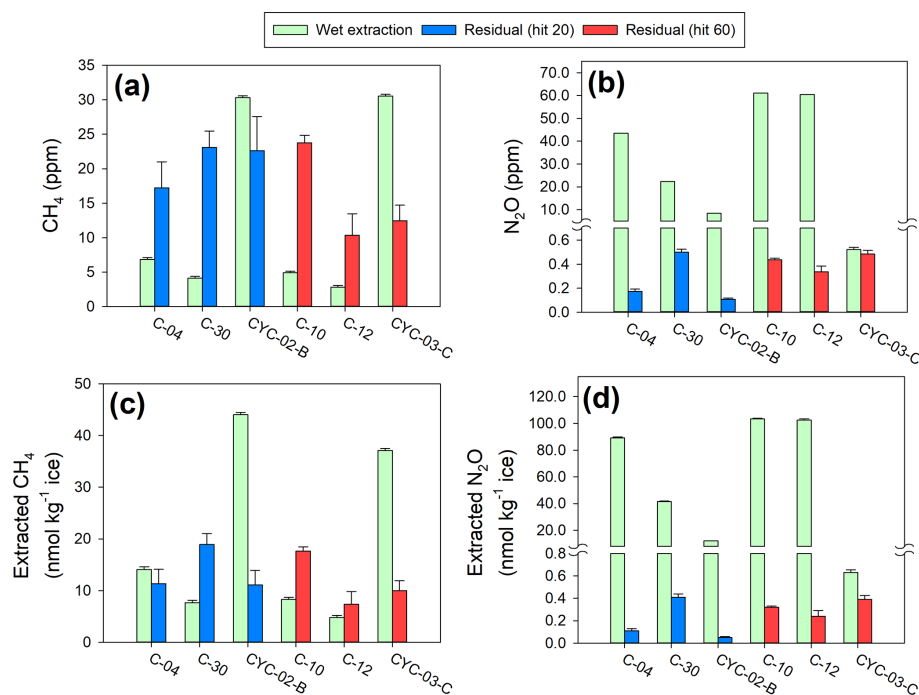 Wet extraction Residual (hit 20) Residual (hit 60)
(a)
CH₄ (ppm)
35
30
25
20
15
10
5
0
C-04 C-30 CYC-02-B C-10 C-12 CYC-03-C
(b)
N₂O (ppm)
70.0
60.0
50.0
40.0
30.0
20.0
10.0
0.6
0.4
0.2
0.0
C-04 C-30 CYC-02-B C-10 C-12 CYC-03-C
(c)
Extracted CH₄
(nmol kg⁻¹ ice)
50
40
30
20
10
0
C-04 C-30 CYC-02-B C-10 C-12 CYC-03-C
(d)
Extracted N₂O
(nmol kg⁻¹ ice)
120.0
100.0
80.0
60.0
40.0
20.0
0.8
0.6
0.4
0.2
0.0
C-04 C-30 CYC-02-B C-10 C-12 CYC-03-C